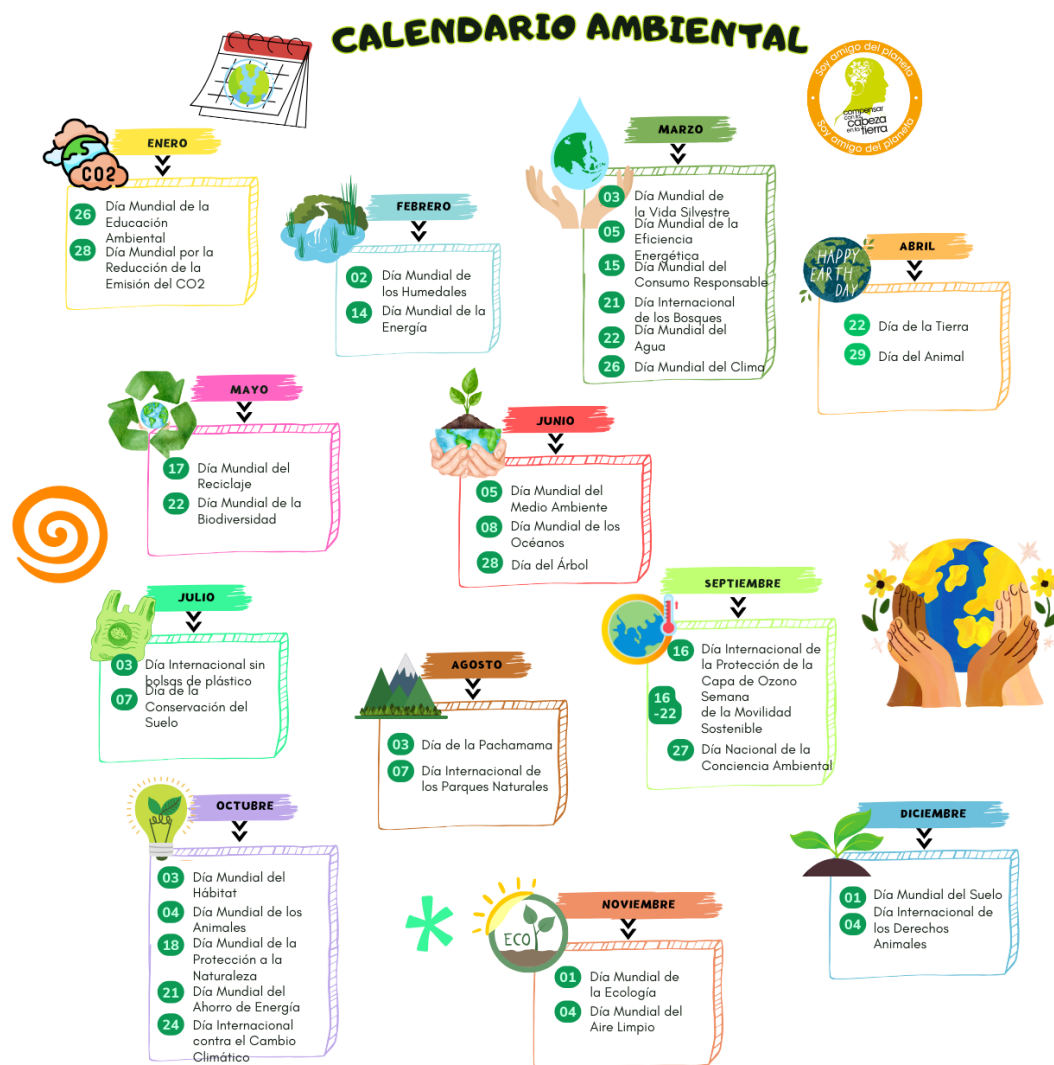 CALENDARIO AMBIENTAL
Soy amigo del planeta
compensar
con la
cabeza
en la
tierra
Soy amigo del planeta
ENERO
CO2
26 Día Mundial de la
Educación
Ambiental
28 Día Mundial por la
Reducción de la
Emisión del CO2
FEBRERO
02 Día Mundial de
los Humedales
14 Día Mundial de la
Energía
MARZO
03 Día Mundial de
la Vida Silvestre
05 Día Mundial de la
Eficiencia
Energética
15 Día Mundial del
Consumo Responsable
21 Día Internacional
de los Bosques
22 Día Mundial del
Agua
26 Día Mundial del Clima
ABRIL
HAPPY
EARTH
DAY
22 Día de la Tierra
29 Día del Animal
MAYO
17 Día Mundial del
Reciclaje
22 Día Mundial de la
Biodiversidad
JUNIO
05 Día Mundial del
Medio Ambiente
08 Día Mundial de los
Océanos
28 Día del Árbol
JULIO
03 Día Internacional sin
bolsas de plástico
07 Día de la
Conservación del
Suelo
AGOSTO
03 Día de la Pachamama
07 Día Internacional de
los Parques Naturales
SEPTIEMBRE
16 Día Internacional de
la Protección de la
Capa de Ozono
16 Semana
-22 de la Movilidad
Sostenible
27 Día Nacional de la
Conciencia Ambiental
OCTUBRE
03 Día Mundial del
Hábitat
04 Día Mundial de los
Animales
18 Día Mundial de la
Protección a la
Naturaleza
21 Día Mundial del
Ahorro de Energía
24 Día Internacional
contra el Cambio
Climático
NOVIEMBRE
ECO
01 Día Mundial de
la Ecología
04 Día Mundial del
Aire Limpio
DICIEMBRE
01 Día Mundial del Suelo
04 Día Internacional de
los Derechos
Animales